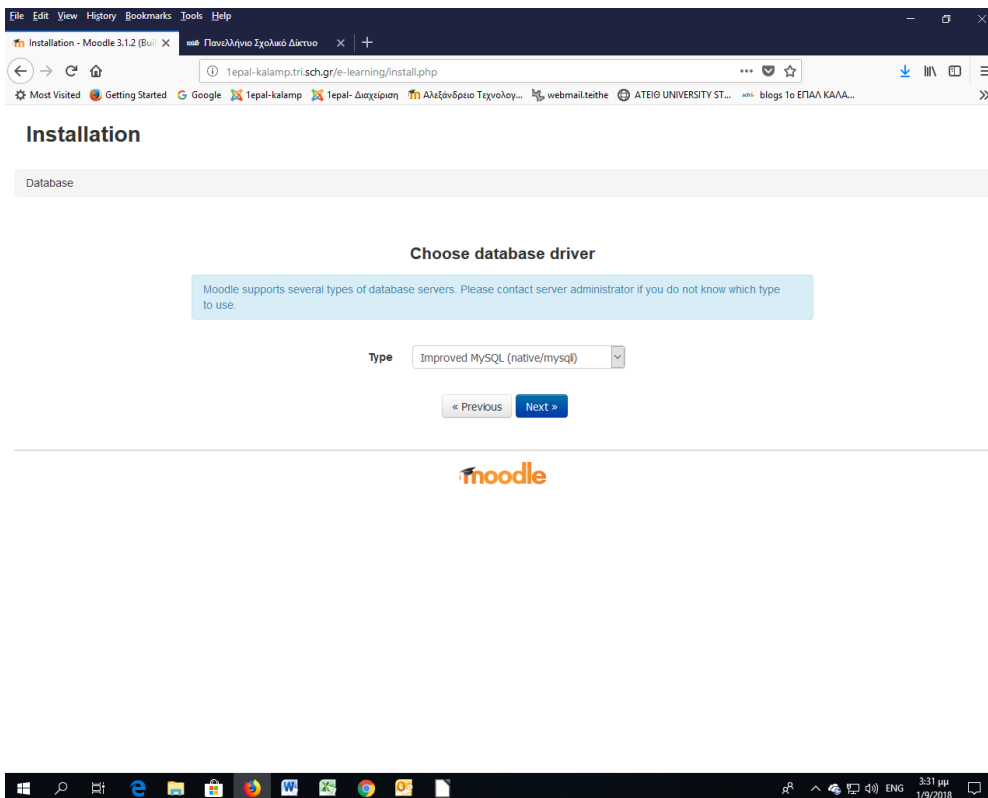 File Edit View History Bookmarks Tools Help
Installation - Moodle 3.1.2 (Buil
Πανελλήνιο Σχολικό Δίκτυο
1epal-kalamp.tri.sch.gr/e-learning/install.php
Most Visited Getting Started Google 1epal-kalamp 1epal- Διαχείριση Αλεξάνδρειο Τεχνολογ... webmail.teithe ΑΤΕΙΘ UNIVERSITY ST... blogs 1ο ΕΠΑΛ ΚΑΛΑ...
Installation
Database
Choose database driver
Moodle supports several types of database servers. Please contact server administrator if you do not know which type
to use.
Type Improved MySQL (native/mysqli)
« Previous Next »
moodle
ENG
3:31 μμ
1/9/2018